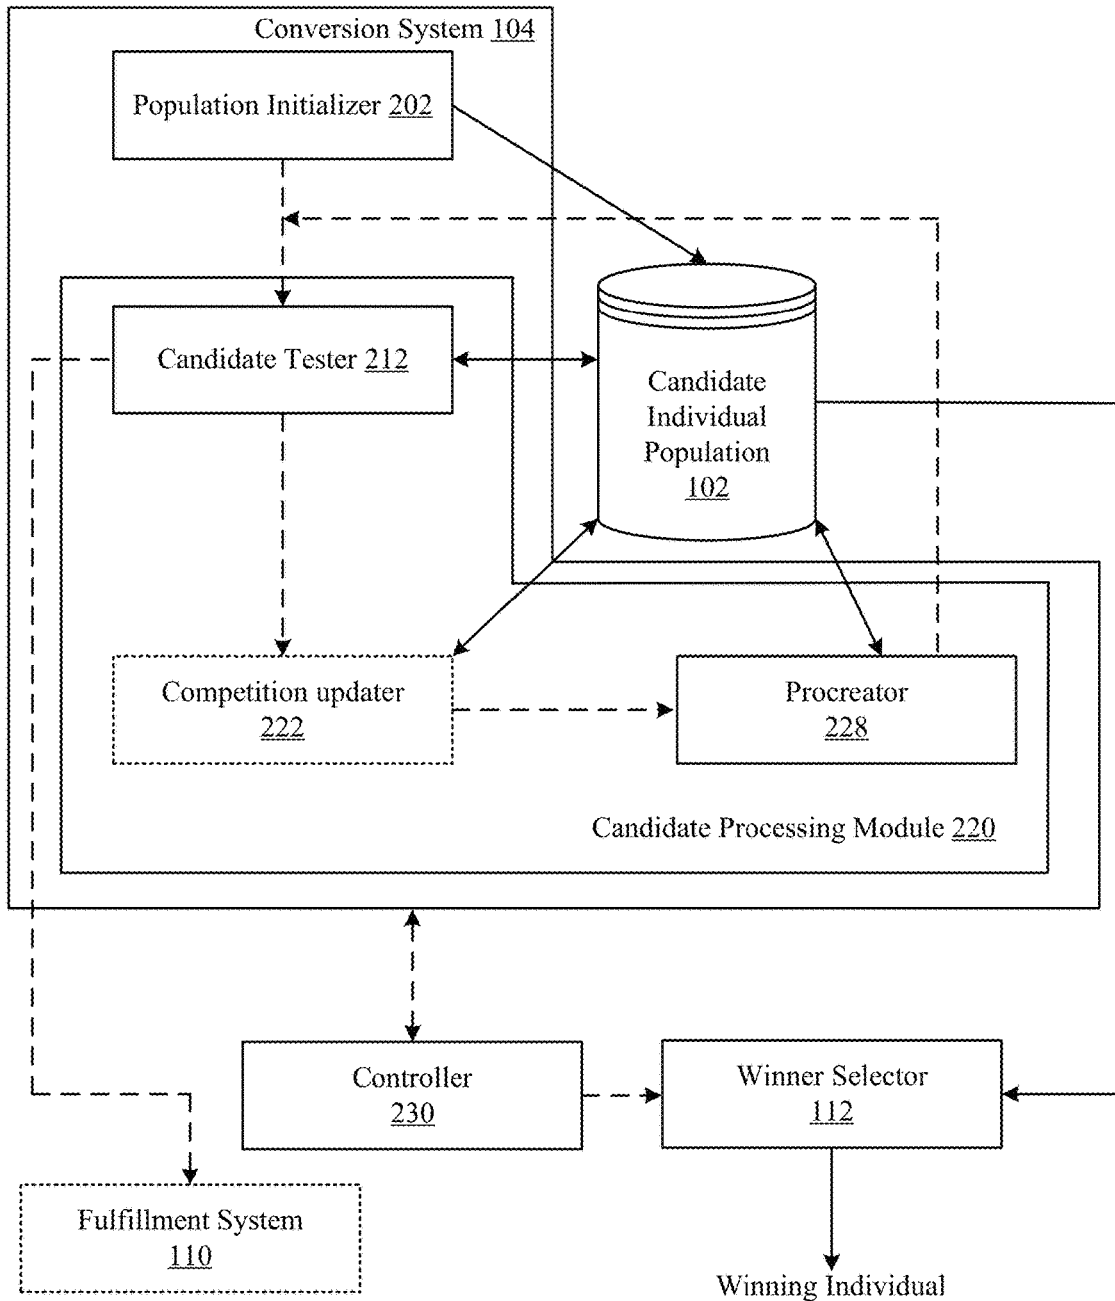 Conversion System 104
Population Initializer 202
Candidate Tester 212
Candidate
Individual
Population
102
Competition updater
222
Procreator
228
Candidate Processing Module 220
Controller
230
Winner Selector
112
Fulfillment System
110
Winning Individual